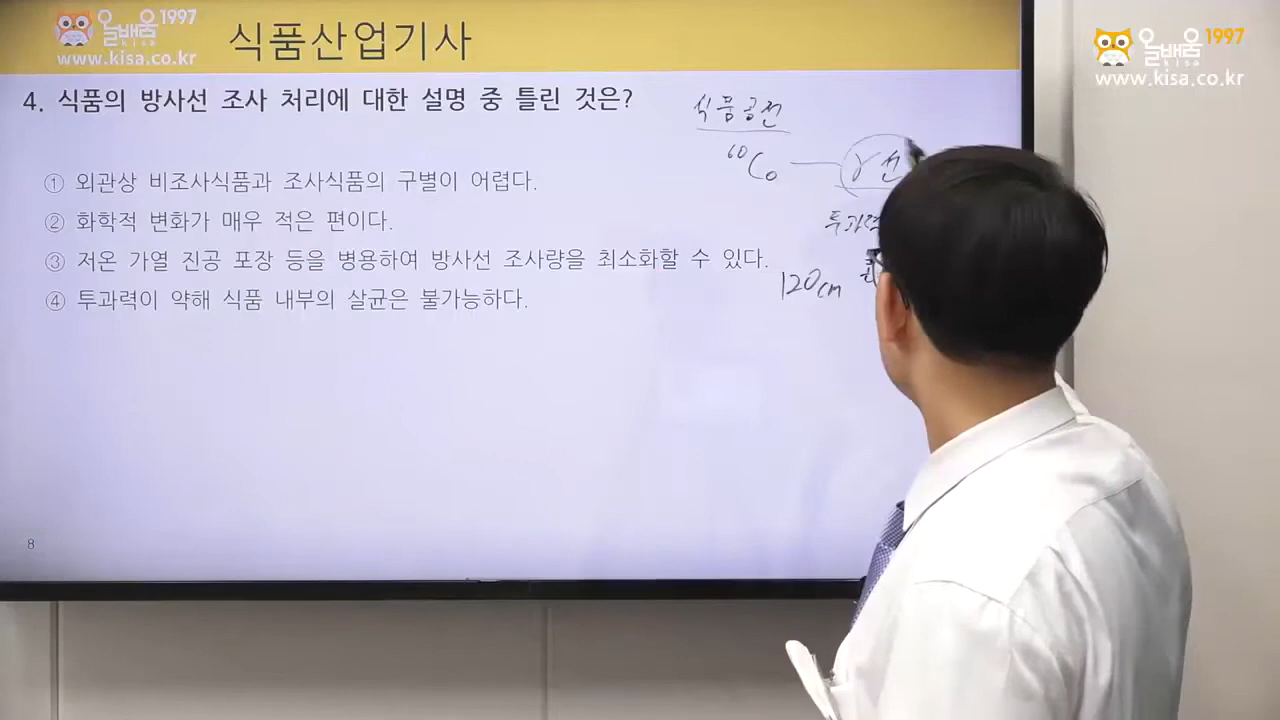 올배움 1997
kisa
www.kisa.co.kr
식품산업기사
올배움 1997
kisa
www.kisa.co.kr
4. 식품의 방사선 조사 처리에 대한 설명 중 틀린 것은?
① 외관상 비조사식품과 조사식품의 구별이 어렵다.
② 화학적 변화가 매우 적은 편이다.
③ 저온 가열 진공 포장 등을 병용하여 방사선 조사량을 최소화할 수 있다.
④ 투과력이 약해 식품 내부의 살균은 불가능하다.
식품공전
60Co γ선
투과력
120cm
8